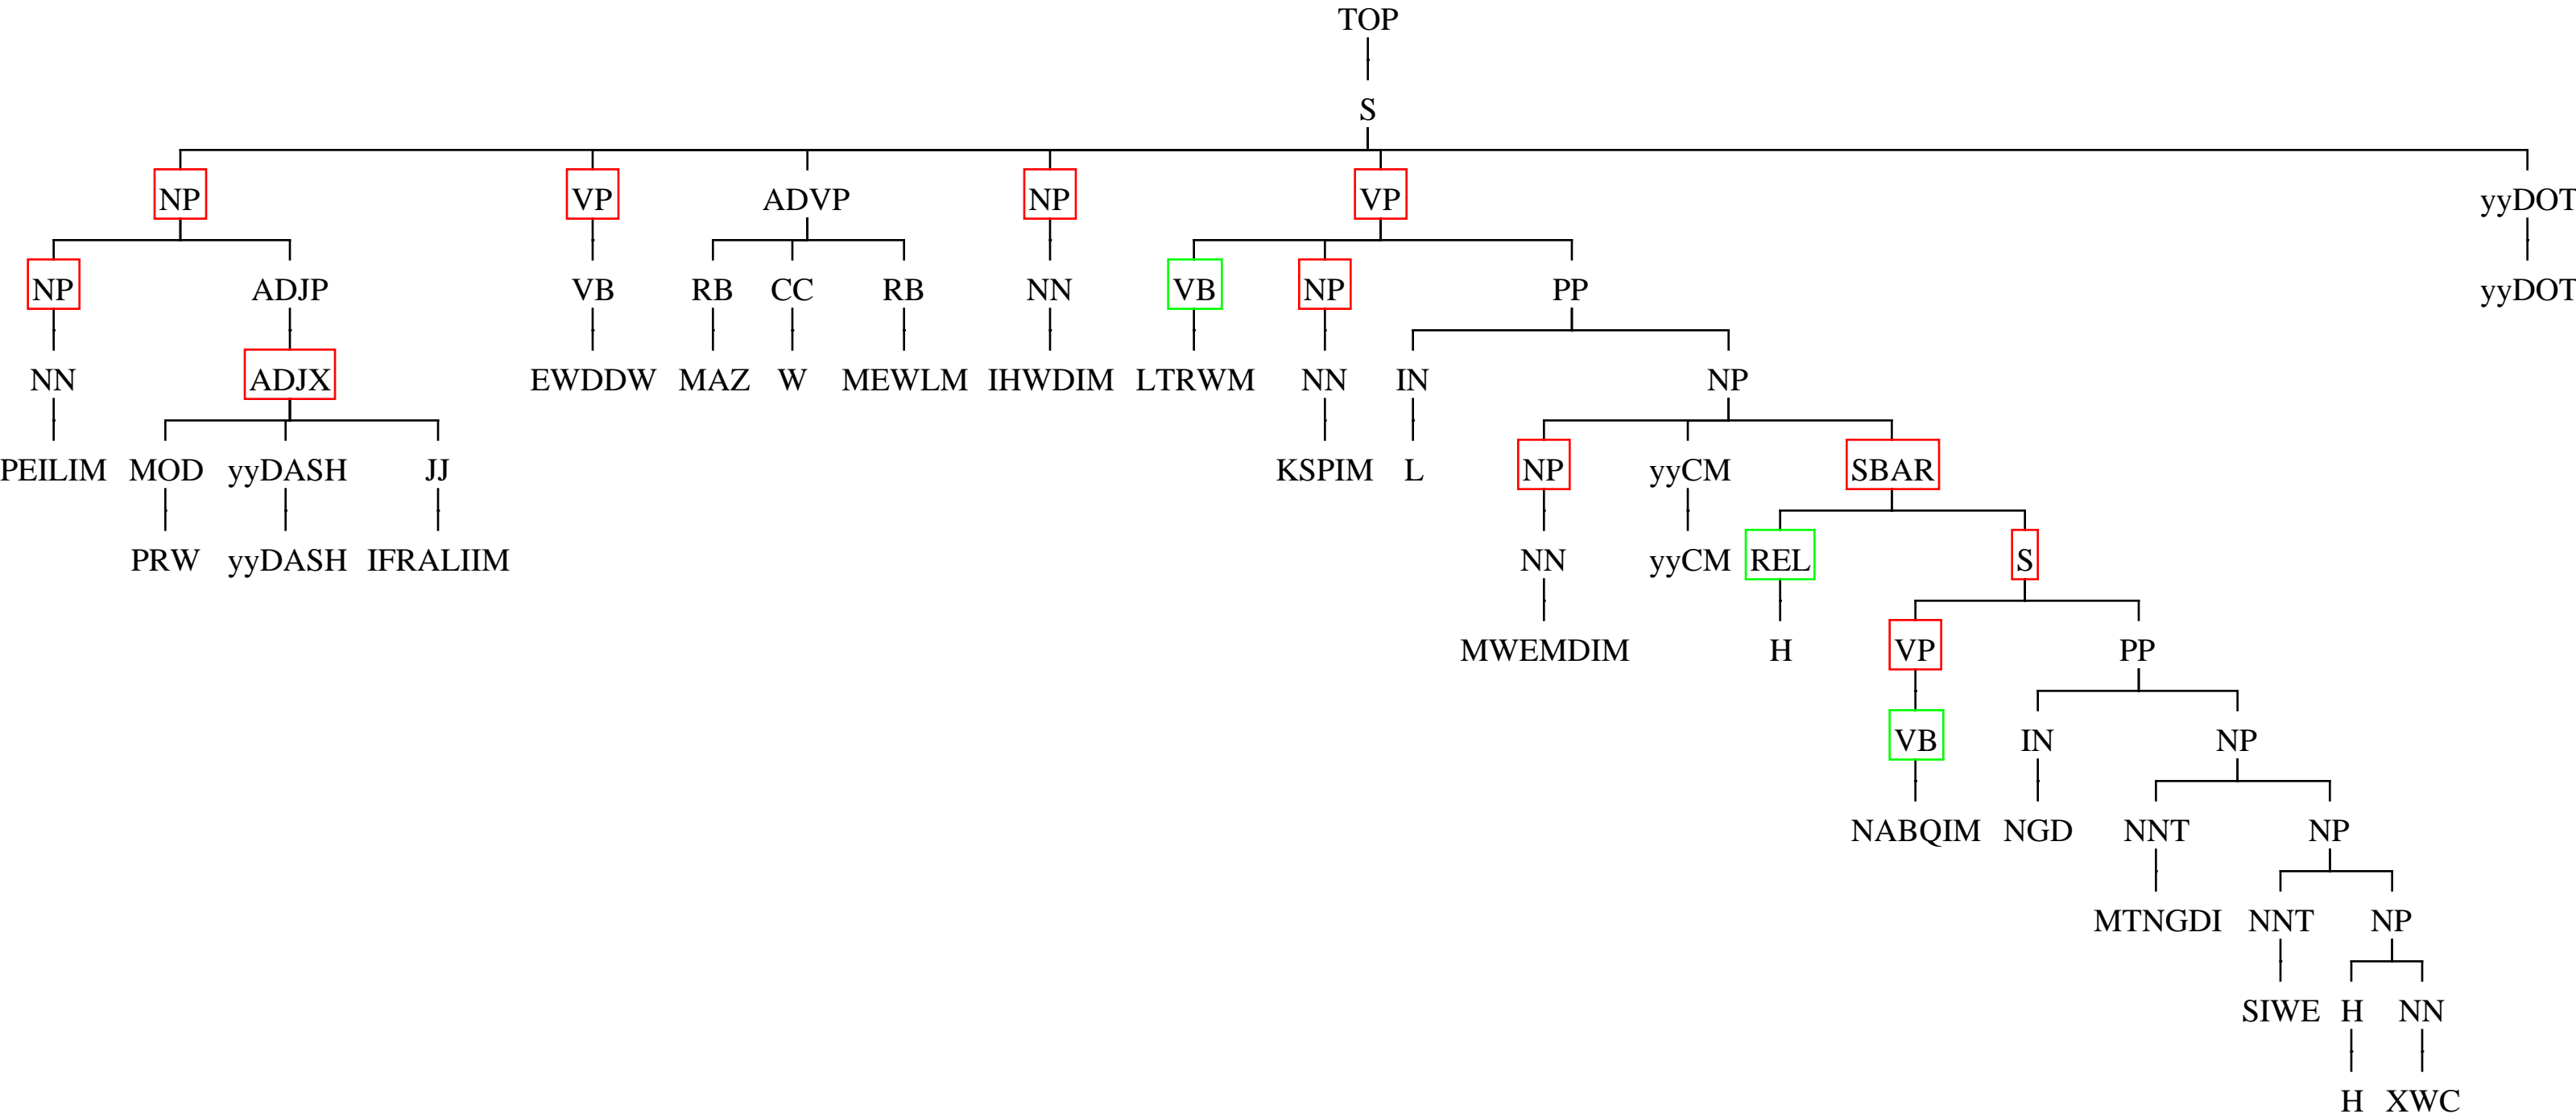 TOP
S
NP VP ADVP NP VP yyDOT
NP ADJP VB RB CC RB NN VB NP PP yyDOT
NN ADJX EWDDW MAZ W MEWLM IHWDIM LTRWM NN IN NP
PEILIM MOD yyDASH JJ KSPIM L NP yyCM SBAR
PRW yyDASH IFRALIIM NN yyCM REL S
MWEMDIM H VP PP
VB IN NP
NABQIM NGD NNT NP
MTNGDI NNT NP
SIWE H NN
H XWC